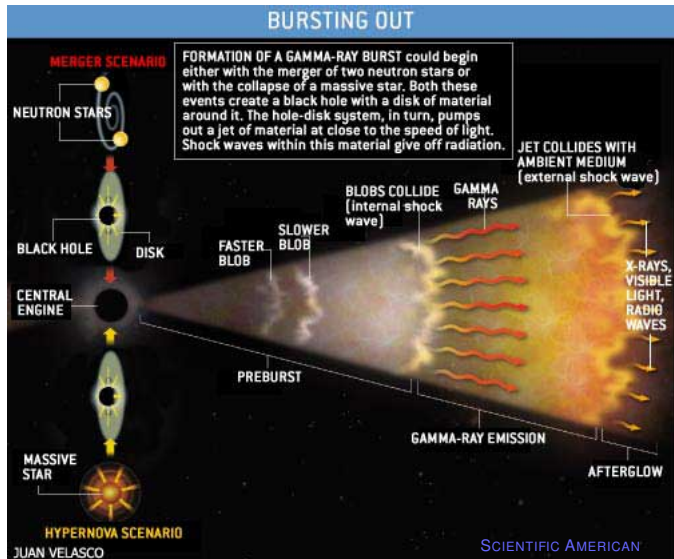 BURSTING OUT
MERGER SCENARIO
NEUTRON STARS
FORMATION OF A GAMMA-RAY BURST could begin
either with the merger of two neutron stars or
with the collapse of a massive star. Both these
events create a black hole with a disk of material
around it. The hole-disk system, in turn, pumps
out a jet of material at close to the speed of light.
Shock waves within this material give off radiation.
JET COLLIDES WITH
AMBIENT MEDIUM
(external shock wave)
BLOBS COLLIDE
(internal shock
wave)
GAMMA
RAYS
SLOWER
BLOB
FASTER
BLOB
BLACK HOLE
DISK
X-RAYS,
VISIBLE
LIGHT,
RADIO
WAVES
CENTRAL
ENGINE
PREBURST
GAMMA-RAY EMISSION
AFTERGLOW
MASSIVE
STAR
HYPERNOVA SCENARIO
JUAN VELASCO
SCIENTIFIC AMERICAN